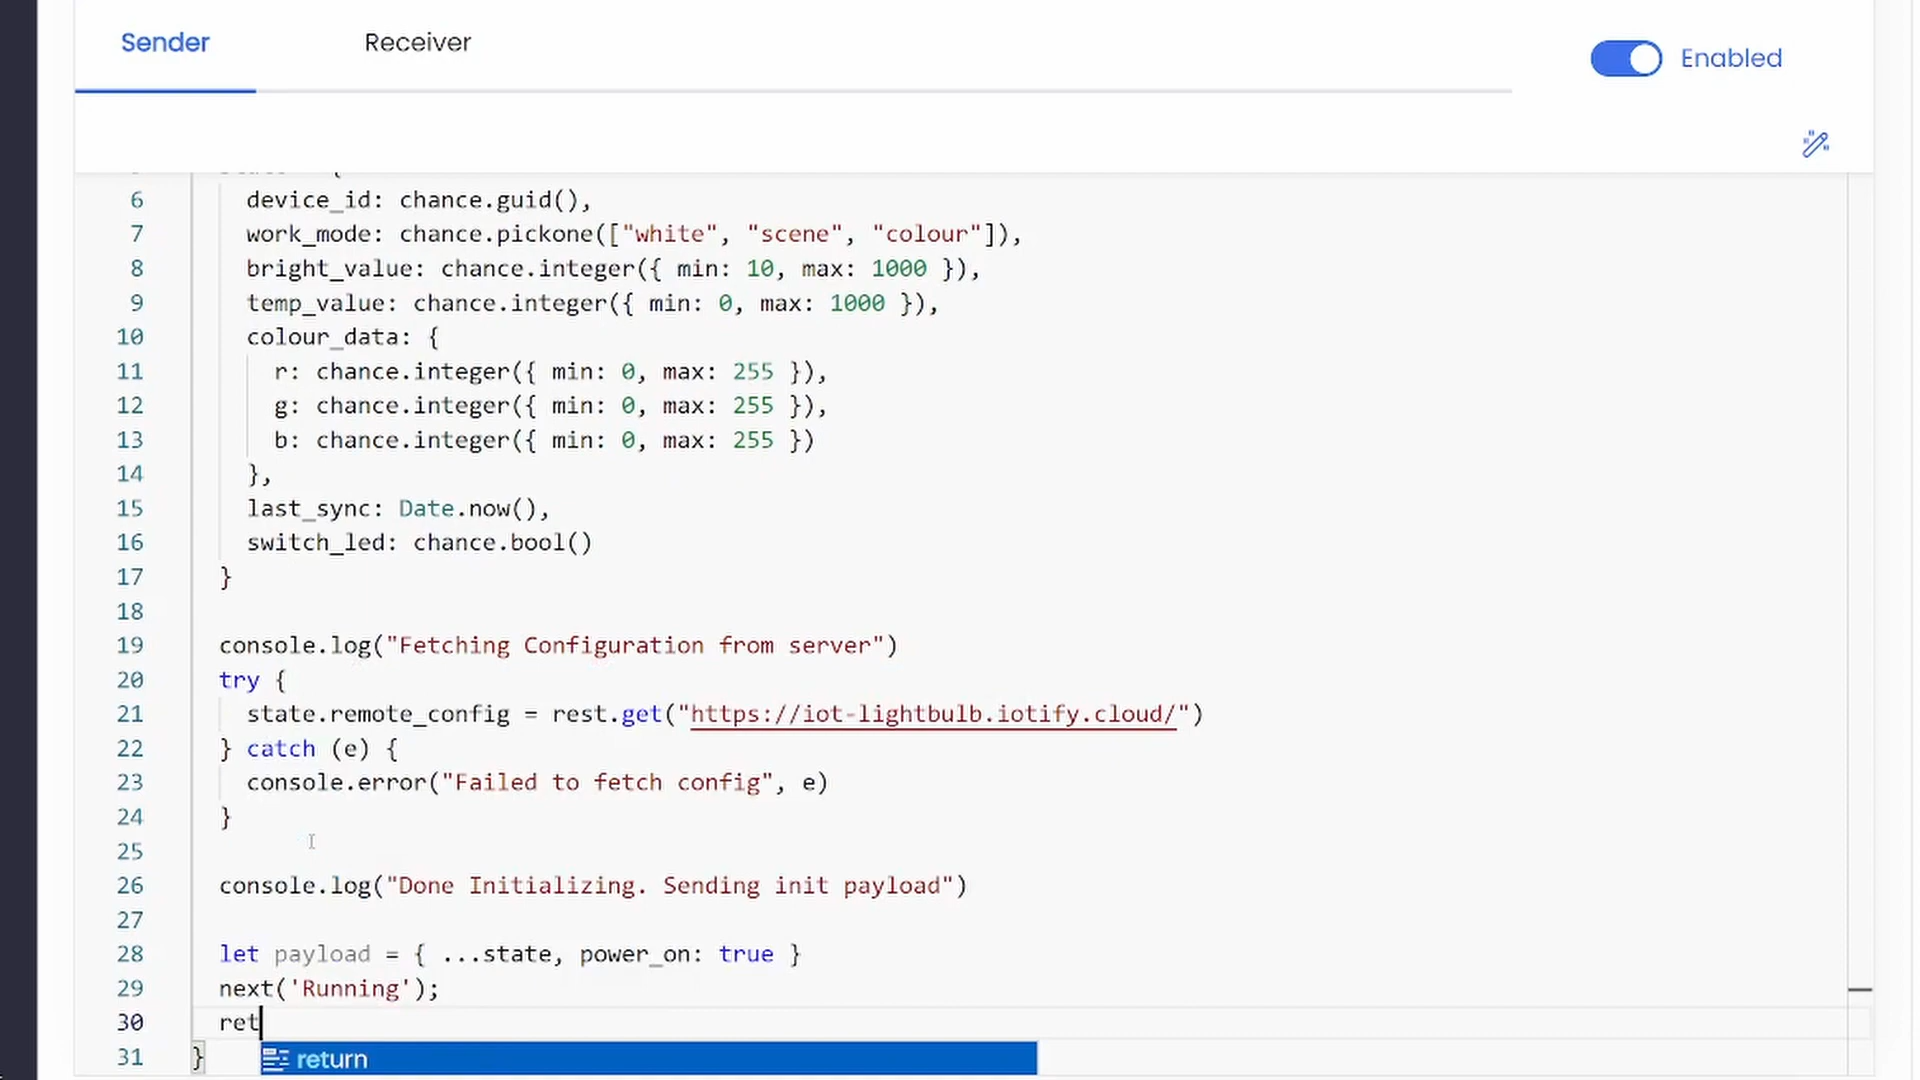 Sender
Receiver
Enabled
6 device_id: chance.guid(),
7 work_mode: chance.pickone(["white", "scene", "colour"]),
8 bright_value: chance.integer({ min: 10, max: 1000 }),
9 temp_value: chance.integer({ min: 0, max: 1000 }),
10 colour_data: {
11 r: chance.integer({ min: 0, max: 255 }),
12 g: chance.integer({ min: 0, max: 255 }),
13 b: chance.integer({ min: 0, max: 255 })
14 },
15 last_sync: Date.now(),
16 switch_led: chance.bool()
17 }
18
19 console.log("Fetching Configuration from server")
20 try {
21 state.remote_config = rest.get("https://iot-lightbulb.iotify.cloud/")
22 } catch (e) {
23 console.error("Failed to fetch config", e)
24 }
25
26 console.log("Done Initializing. Sending init payload")
27
28 let payload = { ...state, power_on: true }
29 next('Running');
30 ret
31 }
return